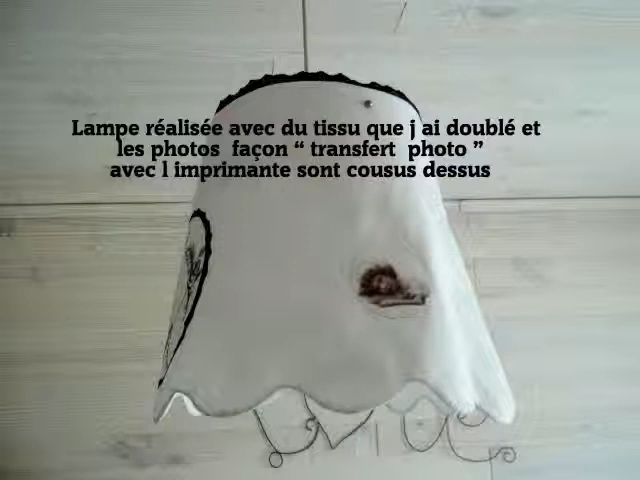 Lampe réalisée avec du tissu que j ai doublé et
les photos façon “ transfert photo ”
avec l imprimante sont cousus dessus